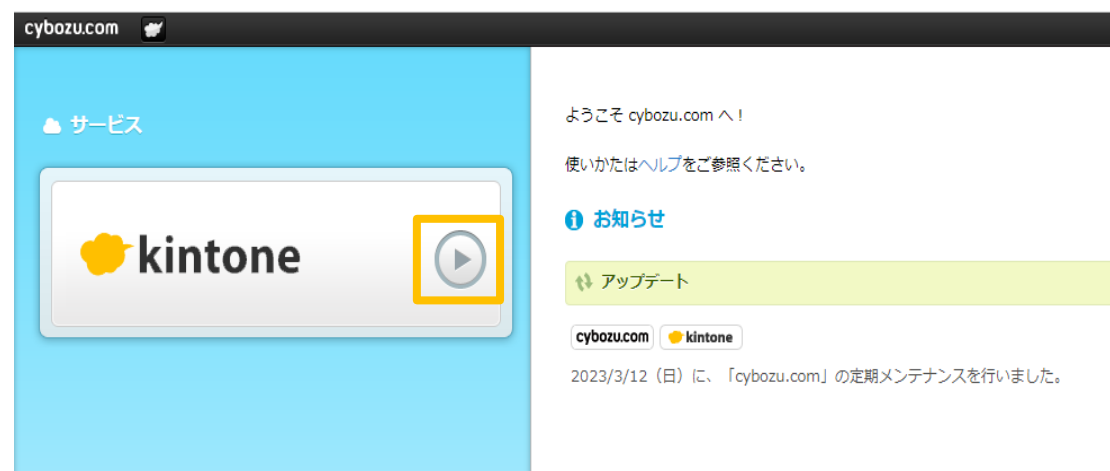 cybozu.com
サービス
kintone
ようこそ cybozu.com へ！
使いかたはヘルプをご参照ください。
お知らせ
アップデート
cybozu.com kintone
2023/3/12（日）に、「cybozu.com」の定期メンテナンスを行いました。